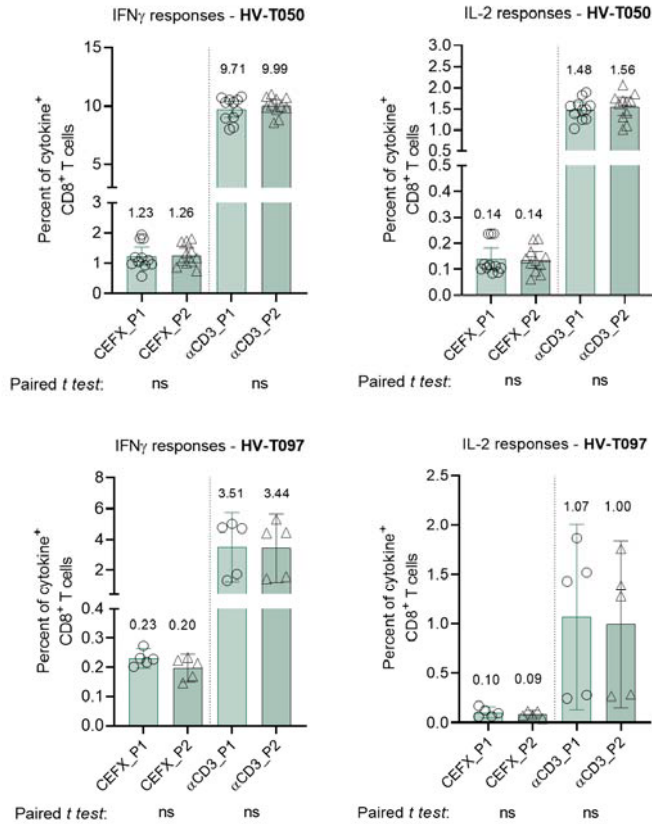 IFNγ responses - HV-T050
Percent of cytokine⁺
CD8⁺ T cells
15
10
5
3
2
1
0
1.23
1.26
9.71
9.99
CEFX_P1
CEFX_P2
αCD3_P1
αCD3_P2
Paired t test:
ns
ns
IL-2 responses - HV-T050
Percent of cytokine⁺
CD8⁺ T cells
3.0
2.5
2.0
1.5
1.0
0.5
0.3
0.2
0.1
0.0
0.14
0.14
1.48
1.56
CEFX_P1
CEFX_P2
αCD3_P1
αCD3_P2
Paired t test:
ns
ns
IFNγ responses - HV-T097
Percent of cytokine⁺
CD8⁺ T cells
8
6
4
2
0.4
0.3
0.2
0.1
0.0
0.23
0.20
3.51
3.44
CEFX_P1
CEFX_P2
αCD3_P1
αCD3_P2
Paired t test:
ns
ns
IL-2 responses - HV-T097
Percent of cytokine⁺
CD8⁺ T cells
2.5
2.0
1.5
1.0
0.5
0.0
0.10
0.09
1.07
1.00
CEFX_P1
CEFX_P2
αCD3_P1
αCD3_P2
Paired t test:
ns
ns